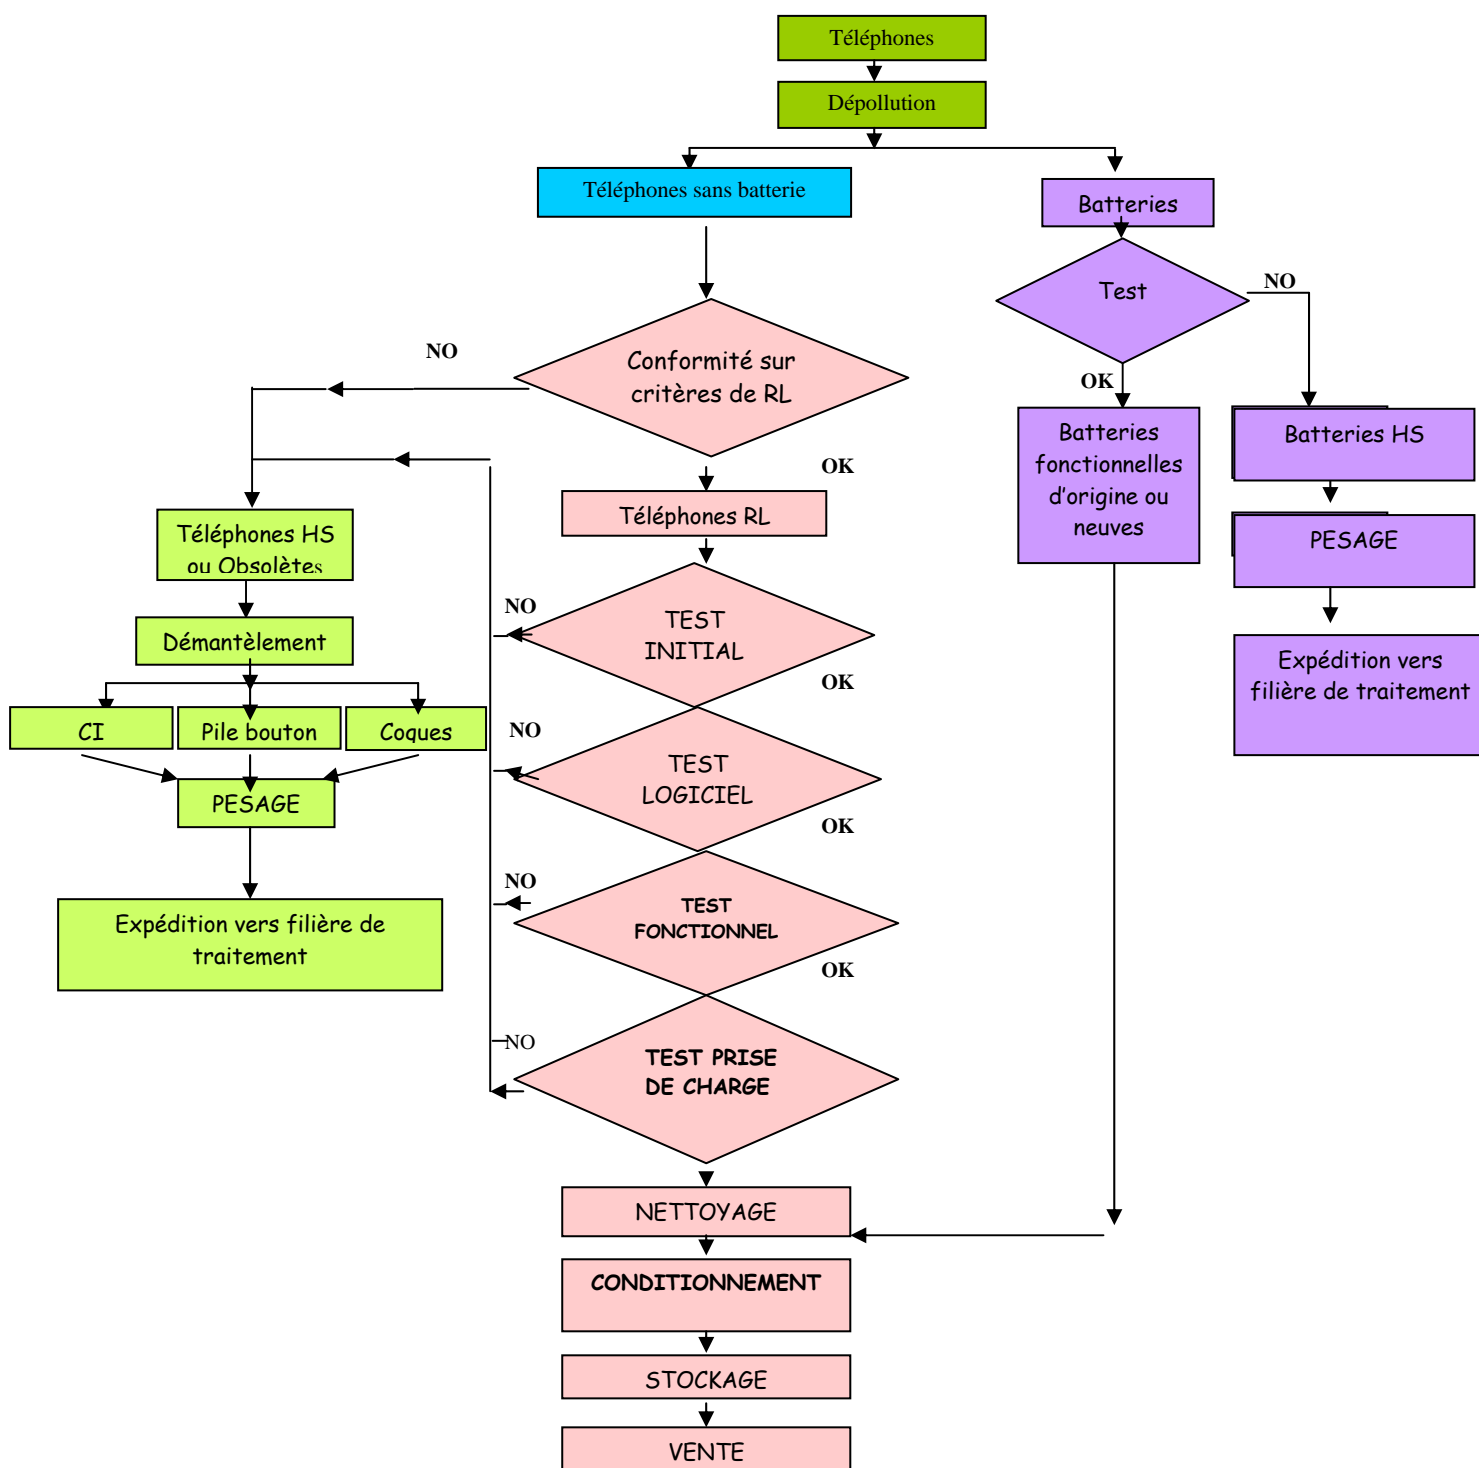 Téléphones
Dépollution
Téléphones sans batterie
Batteries
Test
NO
NO
Conformité sur
critères de RL
OK
OK
Batteries
fonctionnelles
d'origine ou
neuves
Batteries HS
PESAGE
Expédition vers
filière de traitement
Téléphones RL
Téléphones HS
ou Obsolètes
Démantèlement
CI
Pile bouton
Coques
PESAGE
Expédition vers filière de
traitement
NO
TEST
INITIAL
OK
NO
TEST
LOGICIEL
OK
NO
TEST
FONCTIONNEL
OK
NO
TEST PRISE
DE CHARGE
NETTOYAGE
CONDITIONNEMENT
STOCKAGE
VENTE